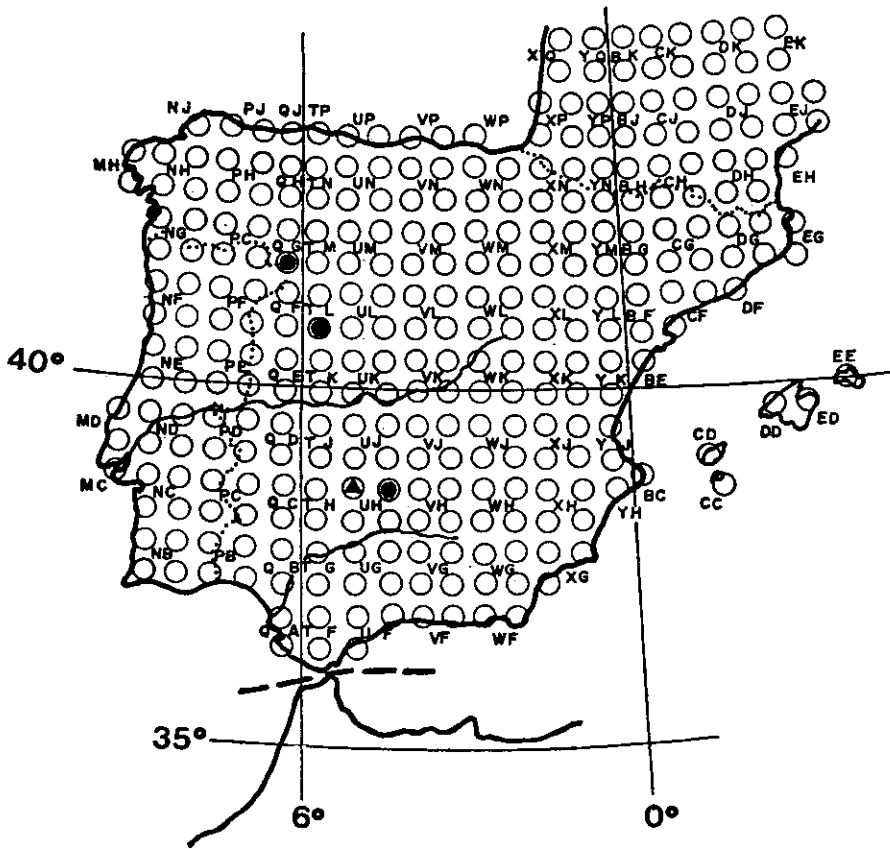 XQ YQ BK CK DK EK
NJ PJ QJ TP UP VP WP XP YP BJ CJ DJ EJ
MH NH PH QH TN UN VN WN XN YN BH CH DH EH
NG PG QG TM UM VM WM XM YM BG CG DG EG
NF PF QF TL UL VL WL XL YL BF CF DF
40° NE PE QE TK UK VK WK XK YK BE EE
MD ND PD QD TJ UJ VJ WJ XJ YJ CD DD ED
MC NC PC QC TH UH VH WH XH YH BC CC
NB PB QB TG UG VG WG XG
QA TF UF VF WF
35°
6° 0°